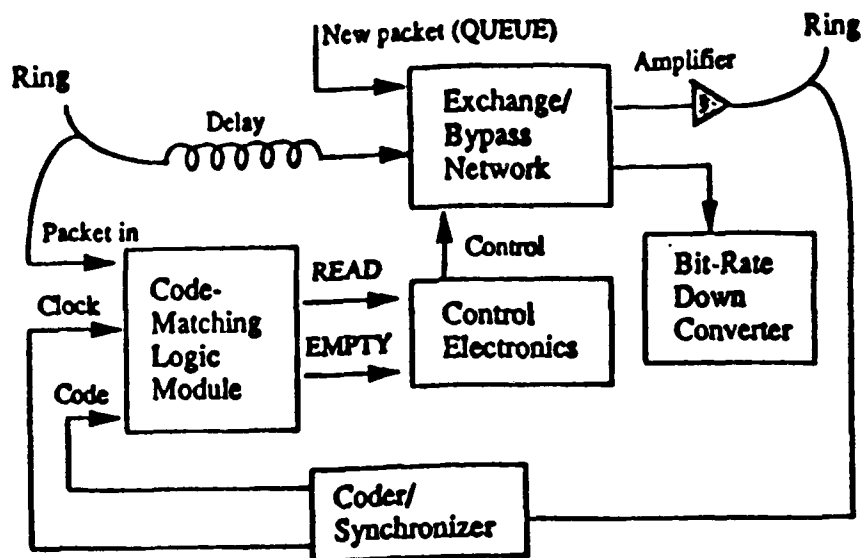 New packet (QUEUE)
Ring
Ring
Amplifier
Delay
Exchange/
Bypass
Network
Packet in
Control
Bit-Rate
Down
Converter
Clock
Code-
Matching
Logic
Module
READ
EMPTY
Control
Electronics
Code
Coder/
Synchronizer